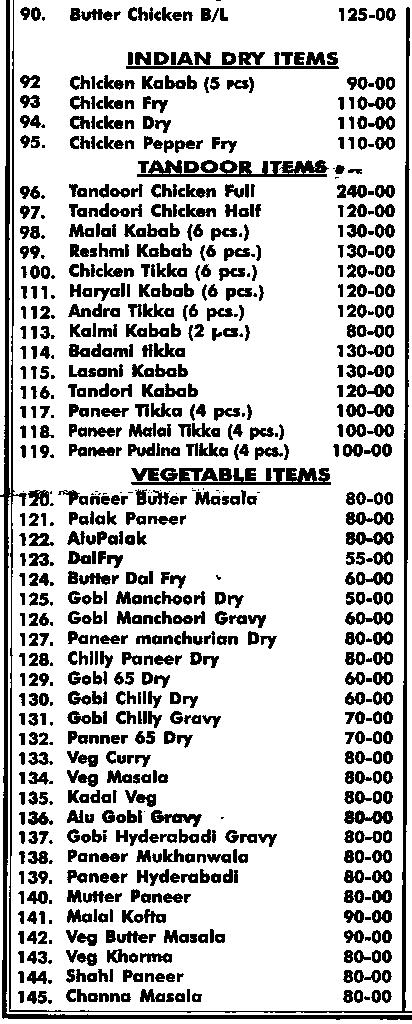 90. Butter Chicken B/L 125-00
INDIAN DRY ITEMS
92 Chicken Kabab (5 pcs) 90-00
93 Chicken Fry 110-00
94. Chicken Dry 110-00
95. Chicken Pepper Fry 110-00
TANDOOR ITEMS
96. Tandoori Chicken Full 240-00
97. Tandoori Chicken Half 120-00
98. Malai Kabab (6 pcs.) 130-00
99. Reshmi Kabab (6 pcs.) 130-00
100. Chicken Tikka (6 pcs.) 120-00
111. Haryali Kabab (6 pcs.) 120-00
112. Andra Tikka (6 pcs.) 120-00
113. Kalmi Kabab (2 pcs.) 80-00
114. Badami tikka 130-00
115. Lasani Kabab 130-00
116. Tandori Kabab 120-00
117. Paneer Tikka (4 pcs.) 100-00
118. Paneer Malai Tikka (4 pcs.) 100-00
119. Paneer Pudina Tikka (4 pcs.) 100-00
VEGETABLE ITEMS
120. Paneer Butter Masala 80-00
121. Palak Paneer 80-00
122. AluPalak 80-00
123. DalFry 55-00
124. Butter Dal Fry 60-00
125. Gobi Manchoori Dry 50-00
126. Gobi Manchoori Gravy 60-00
127. Paneer manchurian Dry 80-00
128. Chilly Paneer Dry 80-00
129. Gobi 65 Dry 60-00
130. Gobi Chilly Dry 60-00
131. Gobi Chilly Gravy 70-00
132. Panner 65 Dry 70-00
133. Veg Curry 80-00
134. Veg Masala 80-00
135. Kadai Veg 80-00
136. Alu Gobi Gravy 80-00
137. Gobi Hyderabadi Gravy 80-00
138. Paneer Mukhanwala 80-00
139. Paneer Hyderabadi 80-00
140. Mutter Paneer 80-00
141. Malai Kofta 90-00
142. Veg Butter Masala 90-00
143. Veg Khorma 80-00
144. Shahi Paneer 80-00
145. Channa Masala 80-00